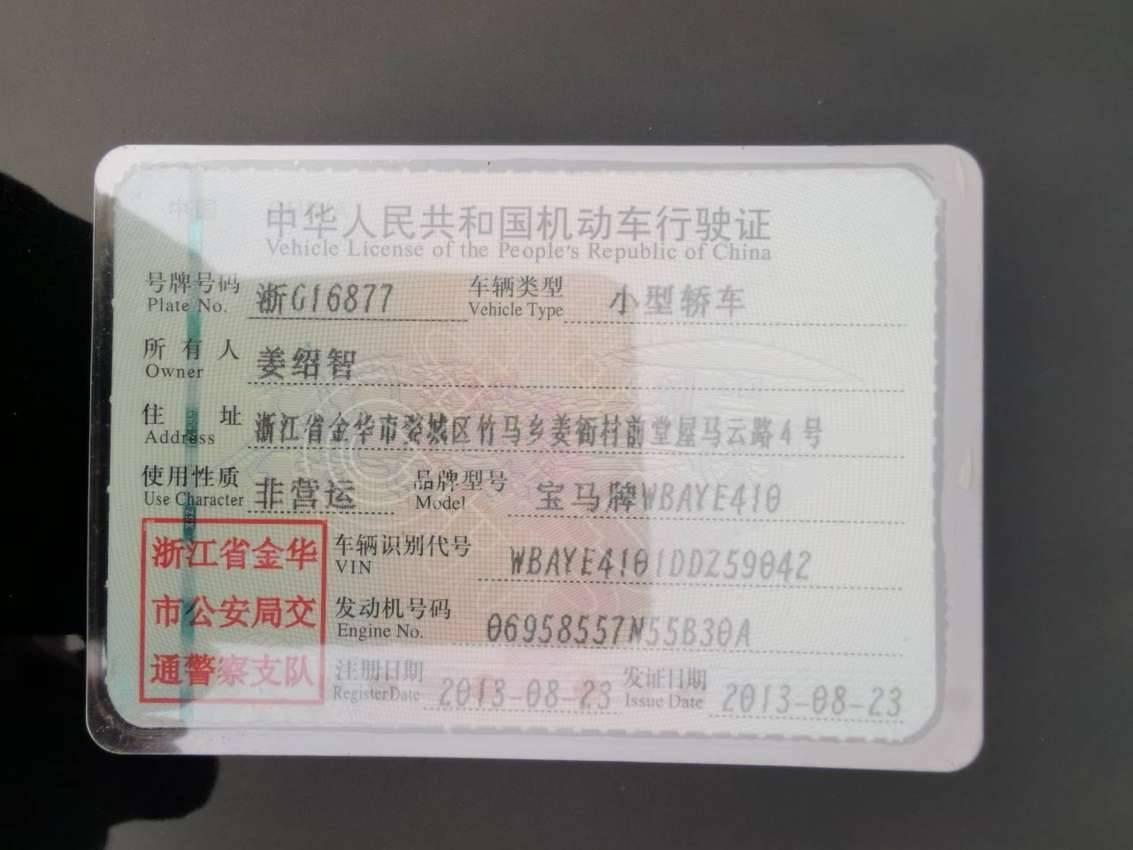 中华人民共和国机动车行驶证
Vehicle License of the People's Republic of China
号牌号码 浙G16877 车辆类型 小型轿车
Plate No. Vehicle Type
所有人 姜绍智
Owner
住址 浙江省金华市婺城区竹马乡姜衙村前堂屋马云路4号
Address
使用性质 非营运 品牌型号 宝马牌WBAYE410
Use Character Model
浙江省金华
市公安局交
通警察支队
车辆识别代号 WBAYE4101DDZ59042
VIN
发动机号码 06958557N55B30A
Engine No.
注册日期 2013-08-23 发证日期 2013-08-23
Register Date Issue Date